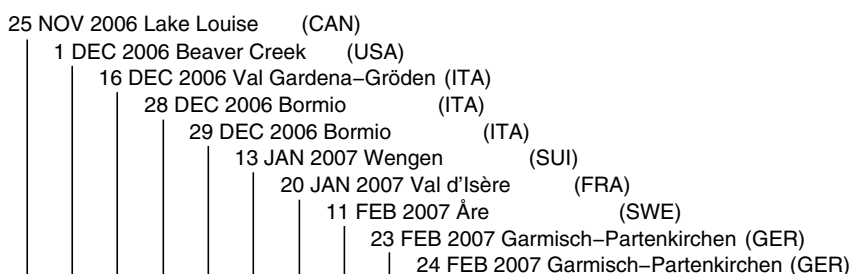 25 NOV 2006 Lake Louise (CAN)
1 DEC 2006 Beaver Creek (USA)
16 DEC 2006 Val Gardena−Gröden (ITA)
28 DEC 2006 Bormio (ITA)
29 DEC 2006 Bormio (ITA)
13 JAN 2007 Wengen (SUI)
20 JAN 2007 Val d'Isère (FRA)
11 FEB 2007 Åre (SWE)
23 FEB 2007 Garmisch−Partenkirchen (GER)
24 FEB 2007 Garmisch−Partenkirchen (GER)